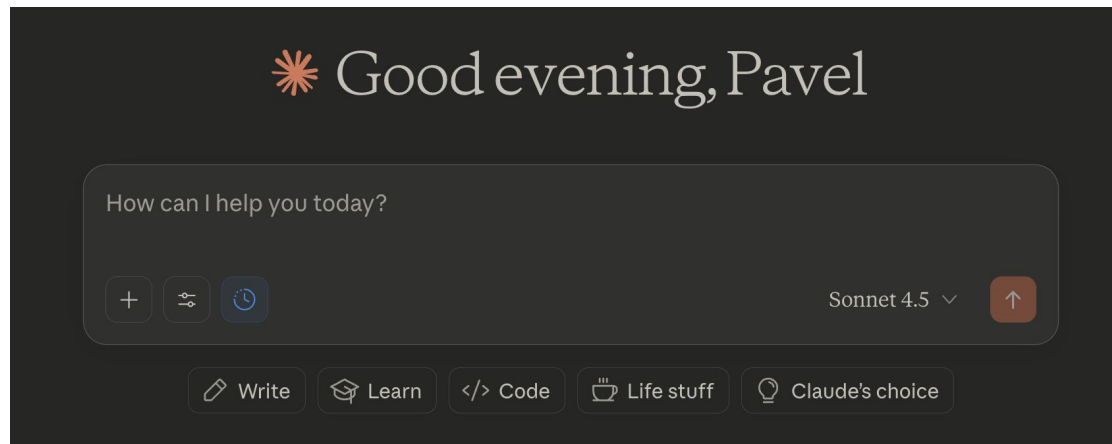 Good evening, Pavel
How can I help you today?
Sonnet 4.5
Write
Learn
</> Code
Life stuff
Claude's choice